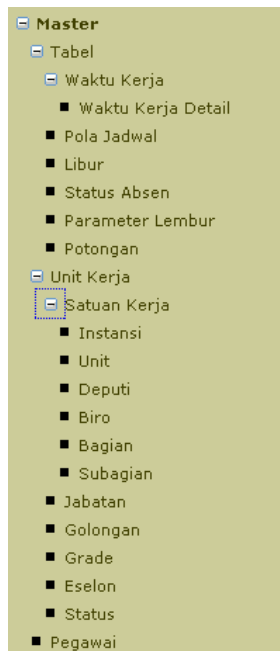 Master
Tabel
Waktu Kerja
Waktu Kerja Detail
Pola Jadwal
Libur
Status Absen
Parameter Lembur
Potongan
Unit Kerja
Satuan Kerja
Instansi
Unit
Deputi
Biro
Bagian
Subagian
Jabatan
Golongan
Grade
Eselon
Status
Pegawai